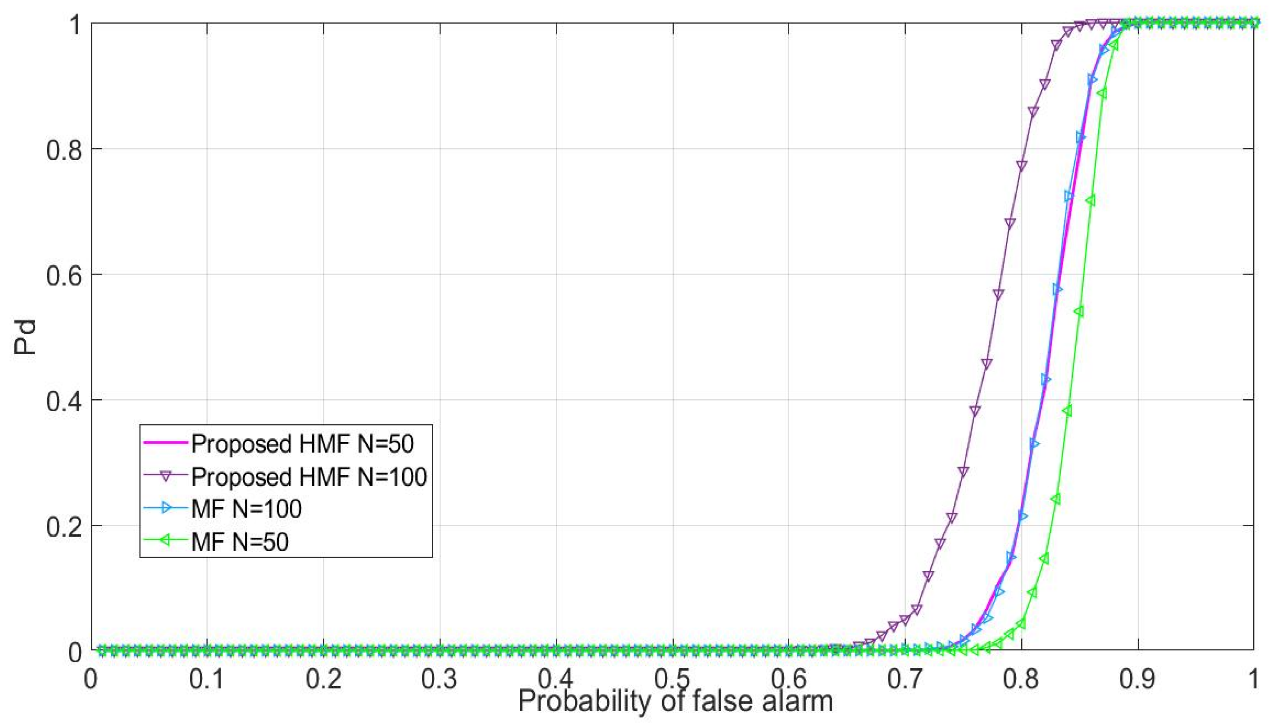 1
0.8
0.6
0.4
0.2
0
Pd
Proposed HMF N=50
Proposed HMF N=100
MF N=100
MF N=50
0 0.1 0.2 0.3 0.4 0.5 0.6 0.7 0.8 0.9 1
Probability of false alarm